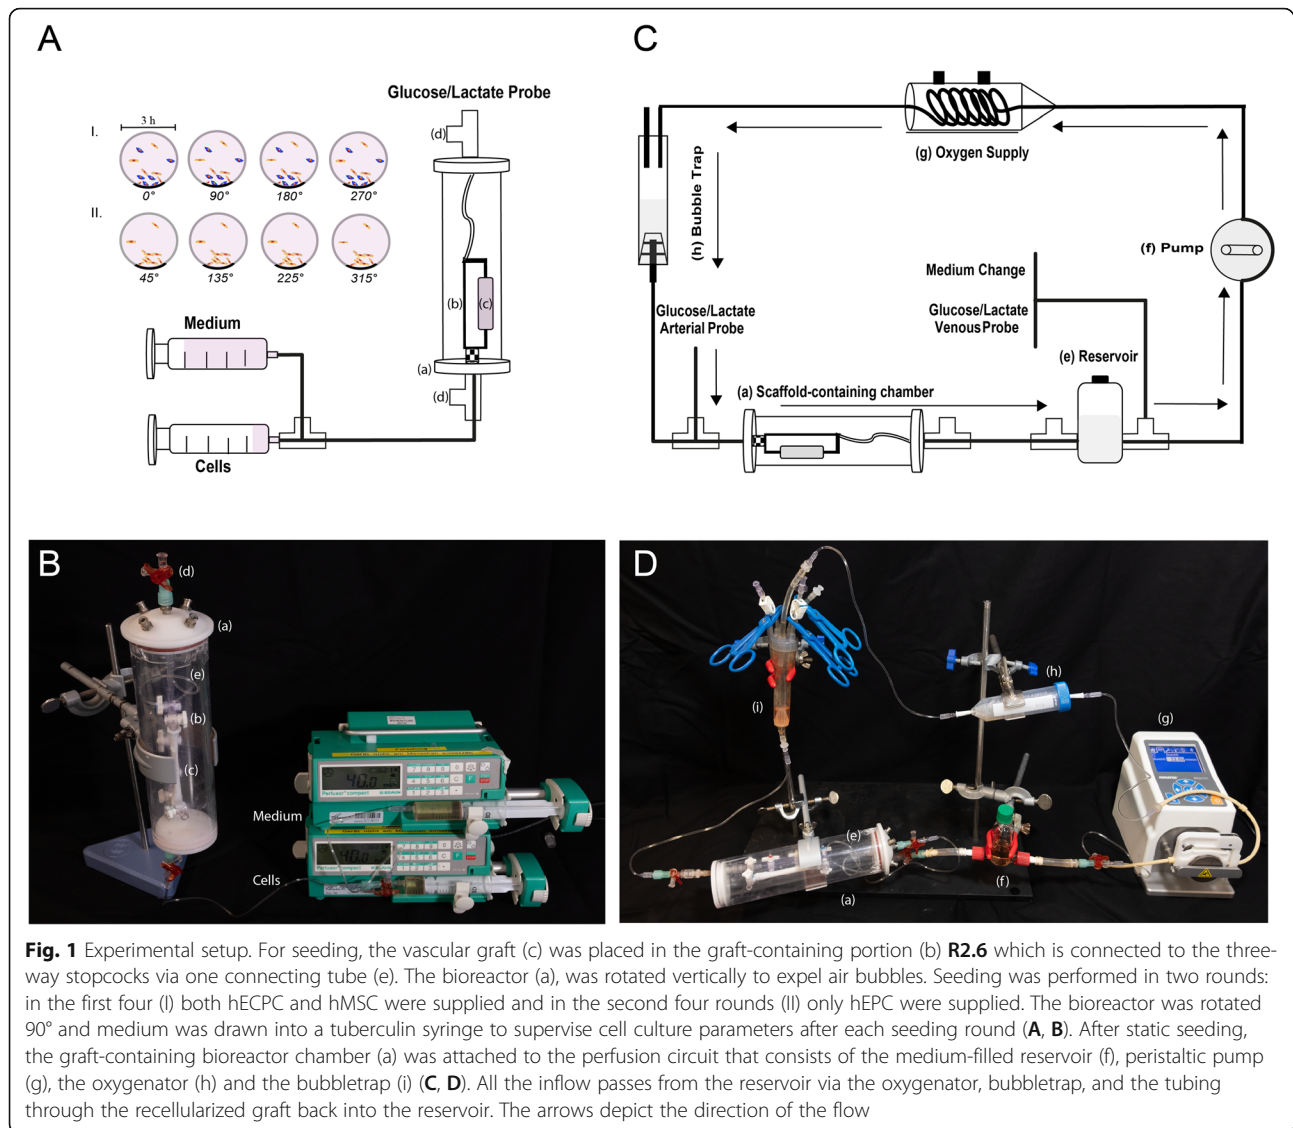 A
Glucose/Lactate Probe
(d)
3 h
I.
0° 90° 180° 270°
II.
45° 135° 225° 315°
Medium
Cells
(b)
(c)
(a)
(d)
C
(g) Oxygen Supply
(h) Bubble Trap
(f) Pump
Medium Change
Glucose/Lactate
Venous Probe
Glucose/Lactate
Arterial Probe
(e) Reservoir
(a) Scaffold-containing chamber
B
(d)
(a)
(e)
(b)
(c)
Medium
Cells
D
(h)
(g)
(i)
(e)
(f)
(a)
Fig. 1 Experimental setup. For seeding, the vascular graft (c) was placed in the graft-containing portion (b) R2.6 which is connected to the three-
way stopcocks via one connecting tube (e). The bioreactor (a), was rotated vertically to expel air bubbles. Seeding was performed in two rounds:
in the first four (I) both hECPC and hMSC were supplied and in the second four rounds (II) only hEPC were supplied. The bioreactor was rotated
90° and medium was drawn into a tuberculin syringe to supervise cell culture parameters after each seeding round (A, B). After static seeding,
the graft-containing bioreactor chamber (a) was attached to the perfusion circuit that consists of the medium-filled reservoir (f), peristaltic pump
(g), the oxygenator (h) and the bubbletrap (i) (C, D). All the inflow passes from the reservoir via the oxygenator, bubbletrap, and the tubing
through the recellularized graft back into the reservoir. The arrows depict the direction of the flow